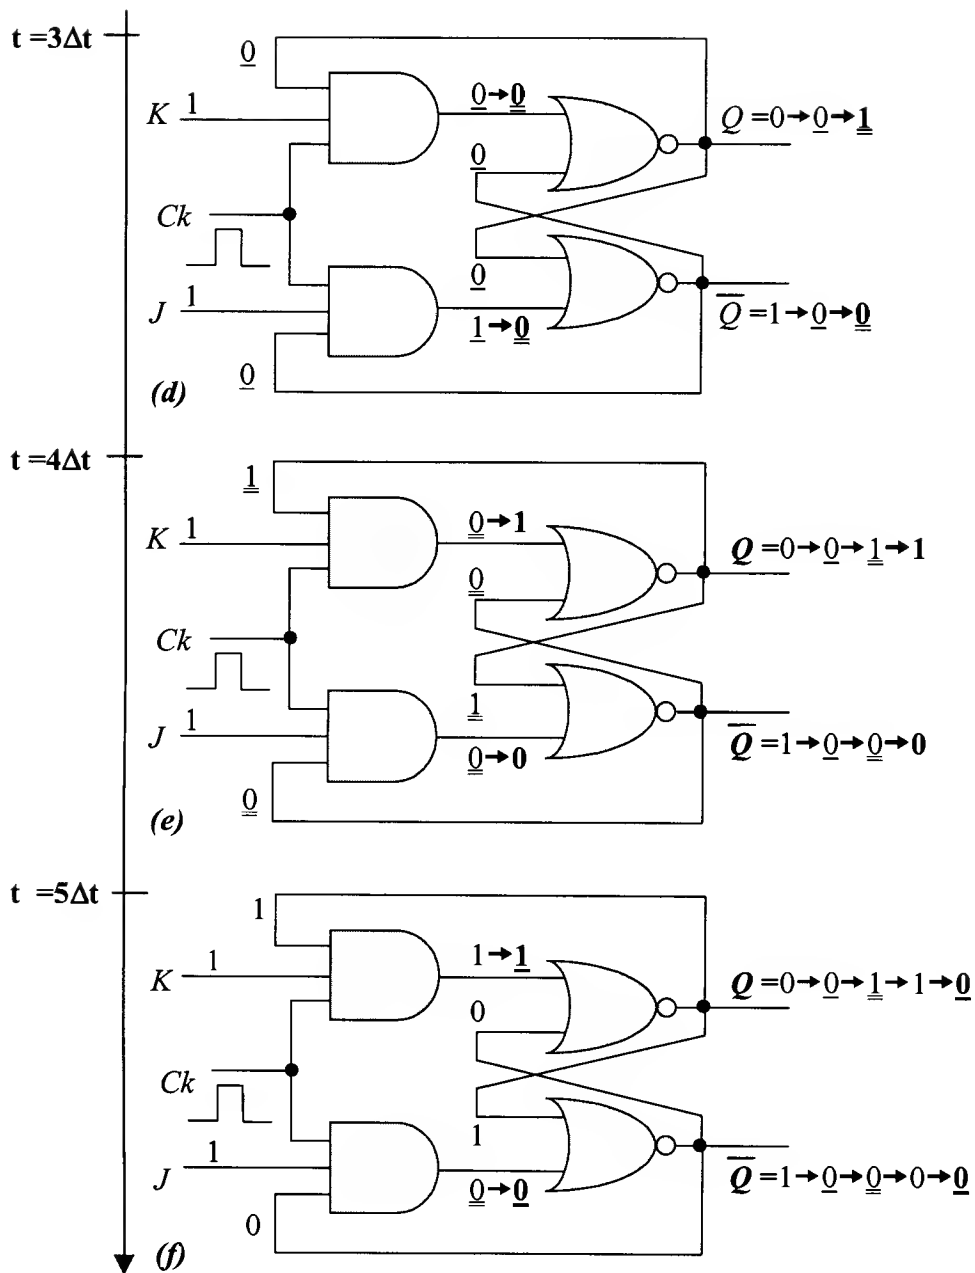 t =3Δt
0
K 1
0→0
Q =0→0→1
0
Ck
0
J 1
Q̅ =1→0→0
1→0
0
(d)
t =4Δt
1
K 1
0→1
Q =0→0→1→1
0
Ck
1
J 1
Q̅ =1→0→0→0
0→0
0
(e)
t =5Δt
1
K 1
1→1
Q =0→0→1→1→0
0
Ck
1
J 1
Q̅ =1→0→0→0→0
0→0
0
(f)